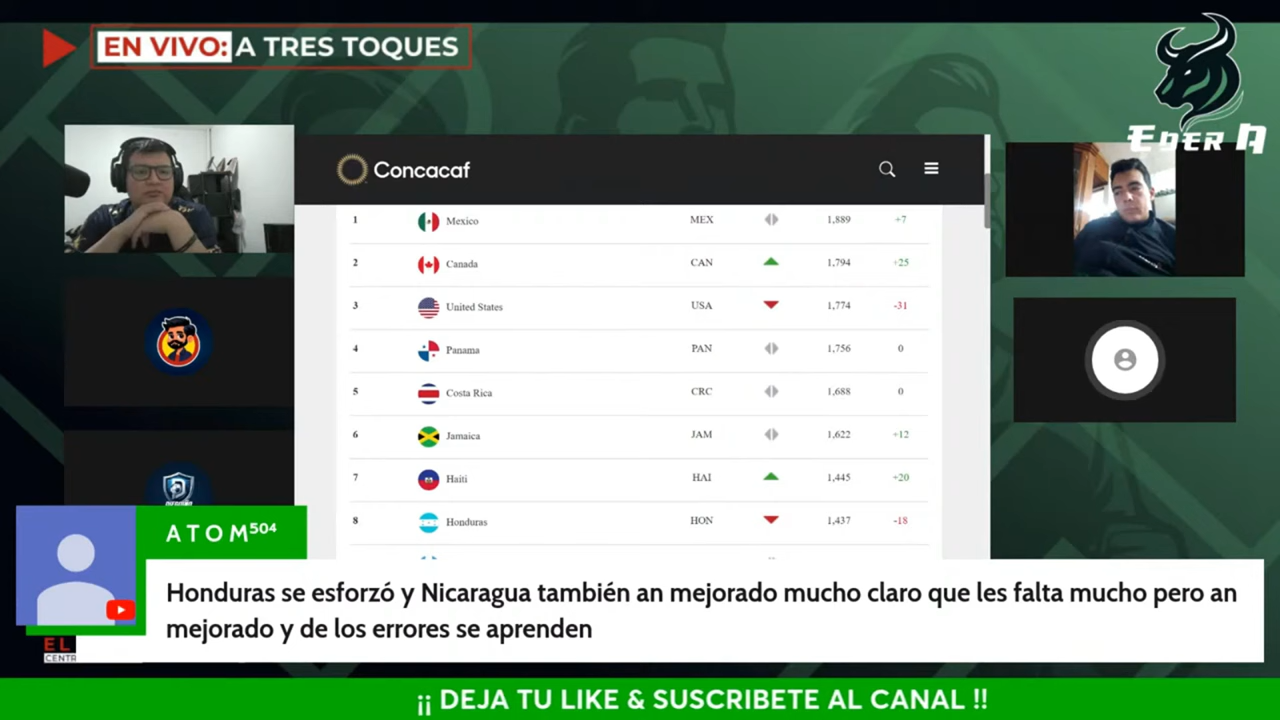 EN VIVO: A TRES TOQUES
EDER A
Concacaf
1 Mexico MEX 1,889 +7
2 Canada CAN 1,794 +25
3 United States USA 1,774 -31
4 Panama PAN 1,756 0
5 Costa Rica CRC 1,688 0
6 Jamaica JAM 1,622 +12
7 Haiti HAI 1,445 +20
8 Honduras HON 1,437 -18
A T O M⁵⁰⁴
Honduras se esforzó y Nicaragua también an mejorado mucho claro que les falta mucho pero an
mejorado y de los errores se aprenden
EL
CENTR
¡¡ DEJA TU LIKE & SUSCRIBETE AL CANAL !!